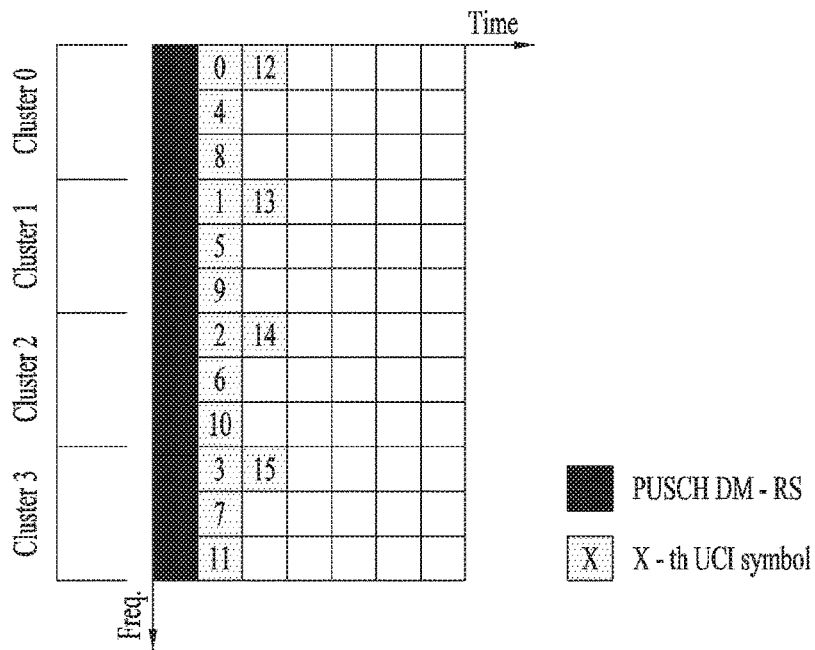 Time
Cluster 0
0 12
4
8
Cluster 1
1 13
5
9
Cluster 2
2 14
6
10
Cluster 3
3 15
7
11
Freq.
PUSCH DM - RS
X X - th UCI symbol